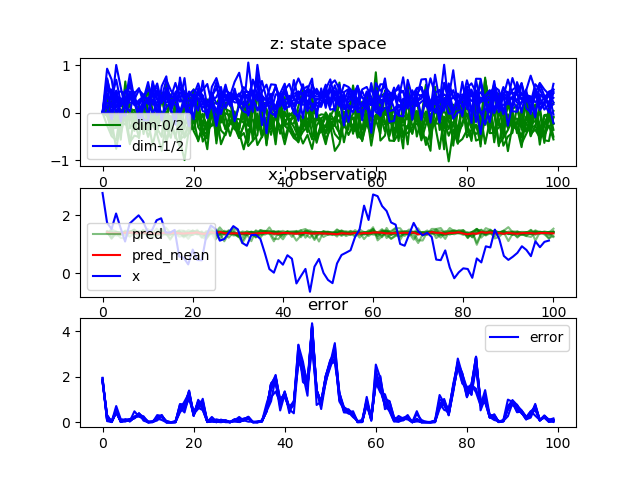 z: state space
1
0
−1
dim-0/2
dim-1/2
0 20 40 60 80 100
x: observation
2
0
pred
pred_mean
x
0 20 40 60 80 100
error
4
2
0
error
0 20 40 60 80 100